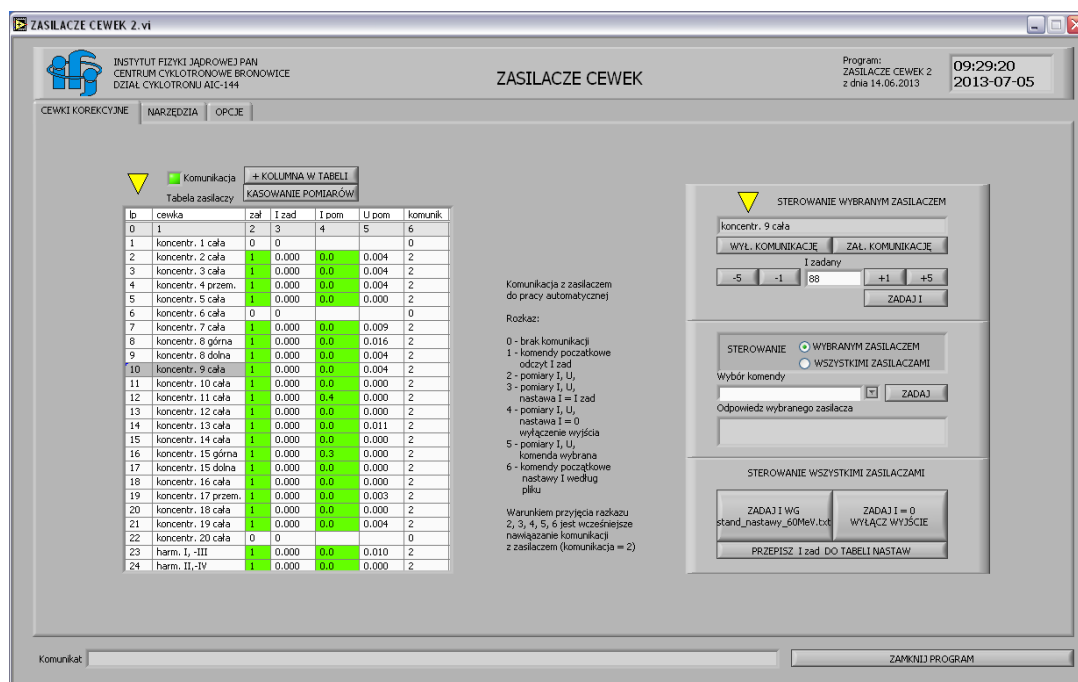 ZASILACZE CEWEK 2.vi
INSTYTUT FIZYKI JĄDROWEJ PAN
CENTRUM CYKLOTRONOWE BRONOWICE
DZIAŁ CYKLOTRONU AIC-144
ZASILACZE CEWEK
Program:
ZASILACZE CEWEK 2
z dnia 14.06.2013
09:29:20
2013-07-05
CEWKI KOREKCYJNE NARZĘDZIA OPCJE
Komunikacja
+ KOLUMNA W TABELI
Tabela zasilaczy
KASOWANIE POMIARÓW
lp cewka zał I zad I pom U pom komunik
0 1 2 3 4 5 6
1 koncentr. 1 cała 0 0 0
2 koncentr. 2 cała 1 0.000 0.0 0.004 2
3 koncentr. 3 cała 1 0.000 0.0 0.004 2
4 koncentr. 4 przem. 1 0.000 0.0 0.004 2
5 koncentr. 5 cała 1 0.000 0.0 0.000 2
6 koncentr. 6 cała 0 0 0
7 koncentr. 7 cała 1 0.000 0.0 0.009 2
8 koncentr. 8 górna 1 0.000 0.0 0.016 2
9 koncentr. 8 dolna 1 0.000 0.0 0.004 2
10 koncentr. 9 cała 1 0.000 0.0 0.004 2
11 koncentr. 10 cała 1 0.000 0.0 0.000 2
12 koncentr. 11 cała 1 0.000 0.4 0.000 2
13 koncentr. 12 cała 1 0.000 0.0 0.000 2
14 koncentr. 13 cała 1 0.000 0.0 0.011 2
15 koncentr. 14 cała 1 0.000 0.0 0.000 2
16 koncentr. 15 górna 1 0.000 0.3 0.000 2
17 koncentr. 15 dolna 1 0.000 0.0 0.000 2
18 koncentr. 16 cała 1 0.000 0.0 0.000 2
19 koncentr. 17 przem. 1 0.000 0.0 0.003 2
20 koncentr. 18 cała 1 0.000 0.0 0.000 2
21 koncentr. 19 cała 1 0.000 0.0 0.004 2
22 koncentr. 20 cała 0 0 0
23 harm. I, -III 1 0.000 0.0 0.010 2
24 harm. II,-IV 1 0.000 0.0 0.000 2
Komunikacja z zasilaczem
do pracy automatycznej
Rozkaz:
0 - brak komunikacji
1 - komendy poczatkowe
odczyt I zad
2 - pomiary I, U,
3 - pomiary I, U,
nastawa I = I zad
4 - pomiary I, U,
nastawa I = 0
wyłączenie wyjścia
5 - pomiary I, U,
komenda wybrana
6 - komendy początkowe
nastawy I według
pliku
Warunkiem przyjęcia razkazu
2, 3, 4, 5, 6 jest wcześniejsze
nawiązanie komunikacji
z zasilaczem (komunikacja = 2)
STEROWANIE WYBRANYM ZASILACZEM
koncentr. 9 cała
WYŁ. KOMUNIKACJĘ ZAŁ. KOMUNIKACJĘ
I zadany
-5 -1 88 +1 +5
ZADAJ I
STEROWANIE
WYBRANYM ZASILACZEM
WSZYSTKIMI ZASILACZAMI
Wybór komendy
ZADAJ
Odpowiedz wybranego zasilacza
STEROWANIE WSZYSTKIMI ZASILACZAMI
ZADAJ I WG
stand_nastawy_60MeV.txt
ZADAJ I = 0
WYŁĄCZ WYJŚCIE
PRZEPISZ I zad DO TABELI NASTAW
Komunikat
ZAMKNIJ PROGRAM